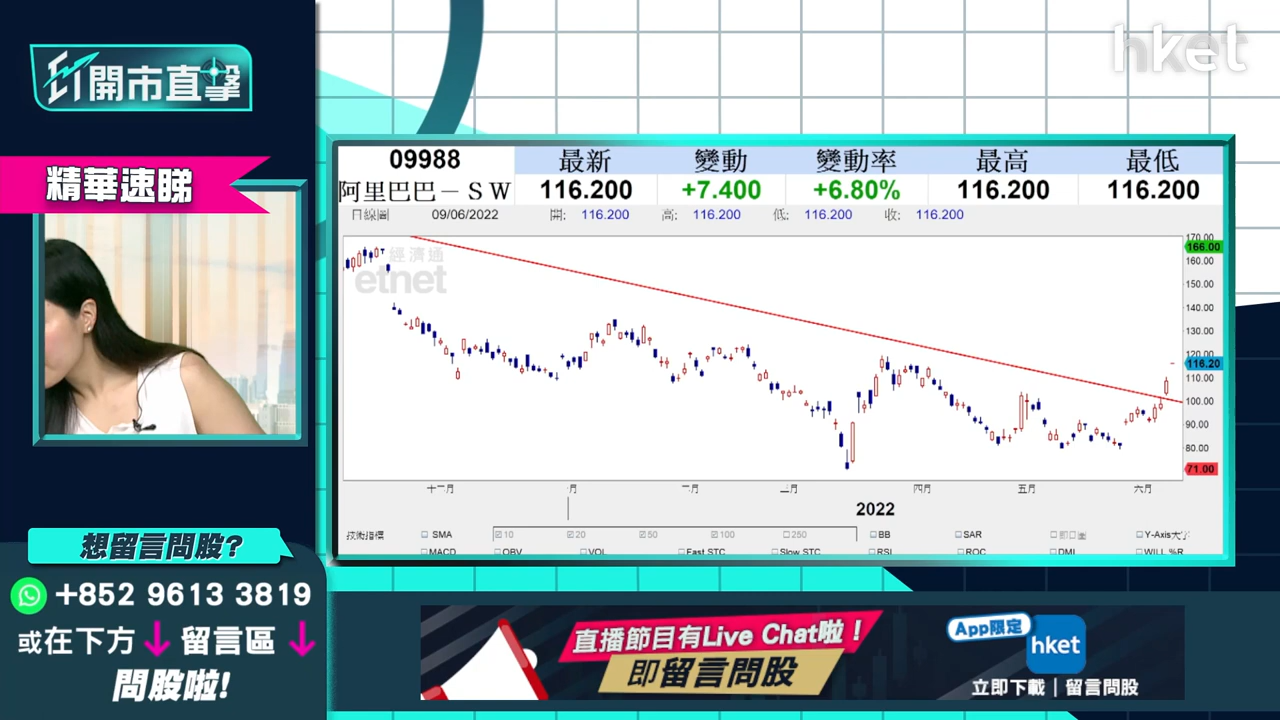 hket
開市直擊
精華速睇
09988
阿里巴巴－ＳＷ
最新 變動 變動率 最高 最低
116.200 +7.400 +6.80% 116.200 116.200
日線圖 09/06/2022 開: 116.200 高: 116.200 低: 116.200 收: 116.200
經濟通
etnet
170.00
166.00
160.00
150.00
140.00
130.00
120.00
116.20
110.00
100.00
90.00
80.00
71.00
十二月 二月 三月 四月 五月 六月
2022
技術指標 SMA 10 20 50 100 250 BB SAR Y-Axis大小
MACD OBV VOL Fast STC Slow STC RSI ROC DMI WILL %R
想留言問股?
+852 9613 3819
或在下方 留言區
問股啦!
直播節目有Live Chat啦！
即留言問股
App限定
hket
立即下載｜留言問股